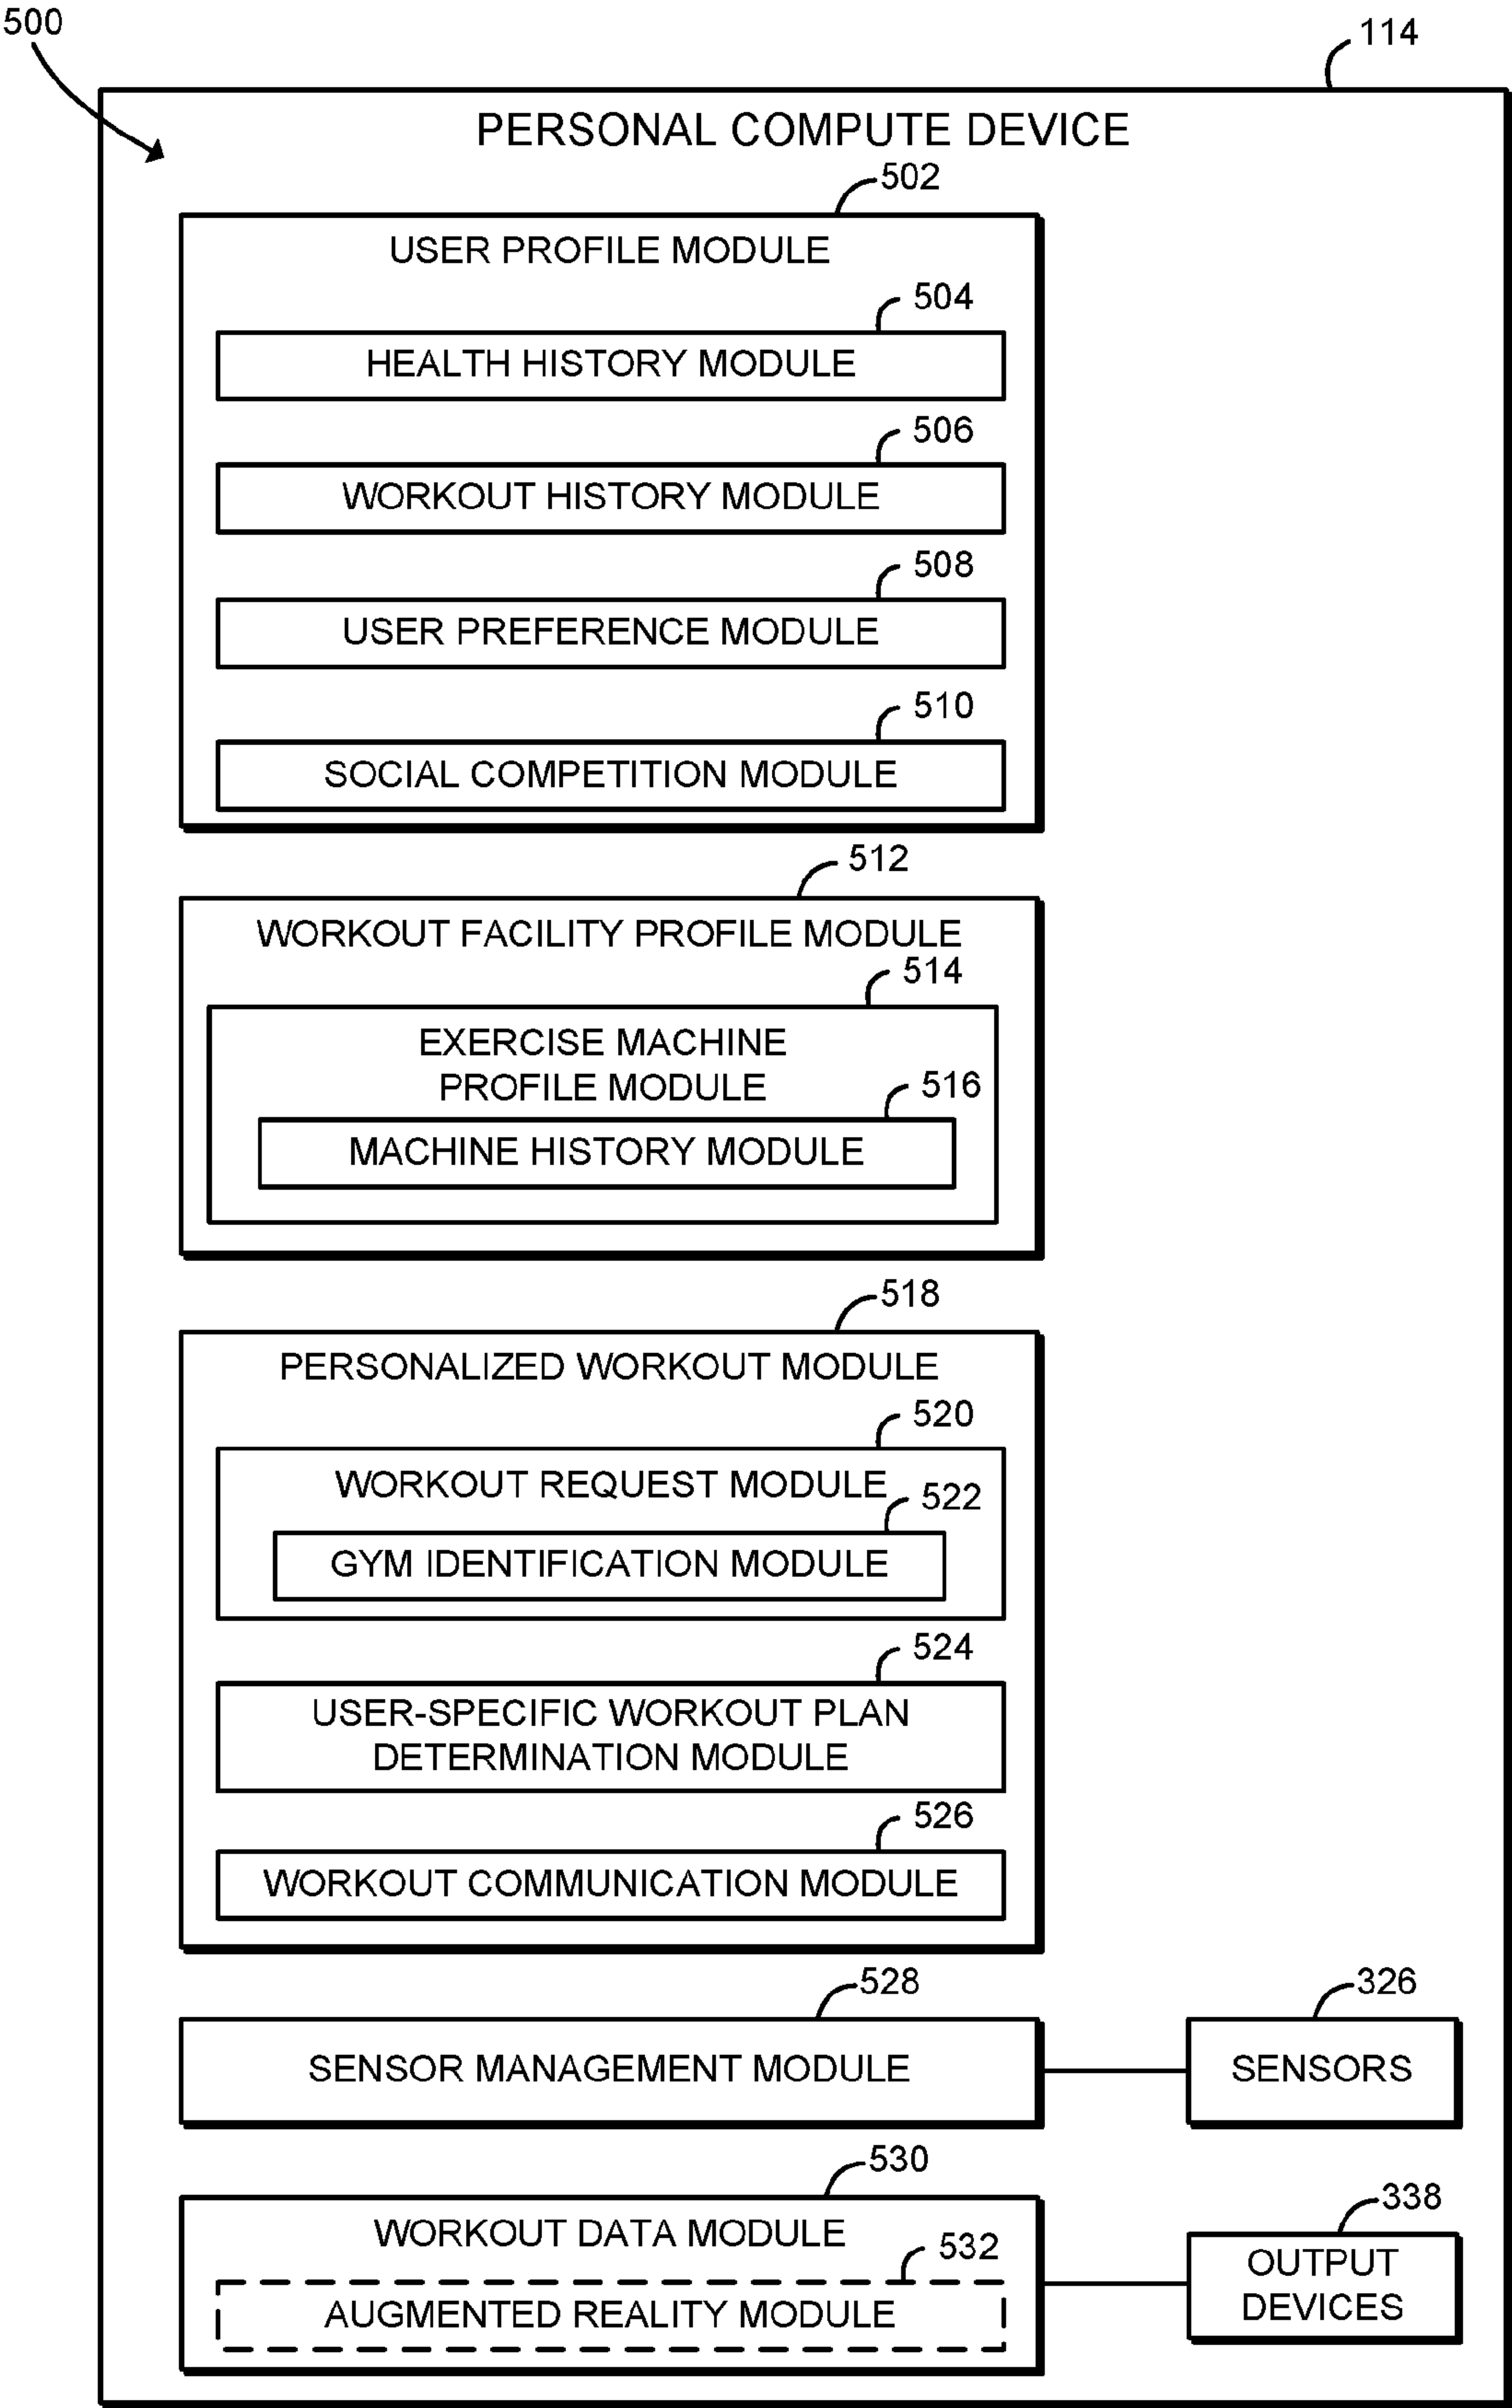 500
114
PERSONAL COMPUTE DEVICE
502
USER PROFILE MODULE
504
HEALTH HISTORY MODULE
506
WORKOUT HISTORY MODULE
508
USER PREFERENCE MODULE
510
SOCIAL COMPETITION MODULE
512
WORKOUT FACILITY PROFILE MODULE
514
EXERCISE MACHINE
PROFILE MODULE
516
MACHINE HISTORY MODULE
518
PERSONALIZED WORKOUT MODULE
520
WORKOUT REQUEST MODULE
522
GYM IDENTIFICATION MODULE
524
USER-SPECIFIC WORKOUT PLAN
DETERMINATION MODULE
526
WORKOUT COMMUNICATION MODULE
528
SENSOR MANAGEMENT MODULE
326
SENSORS
530
WORKOUT DATA MODULE
532
AUGMENTED REALITY MODULE
338
OUTPUT
DEVICES